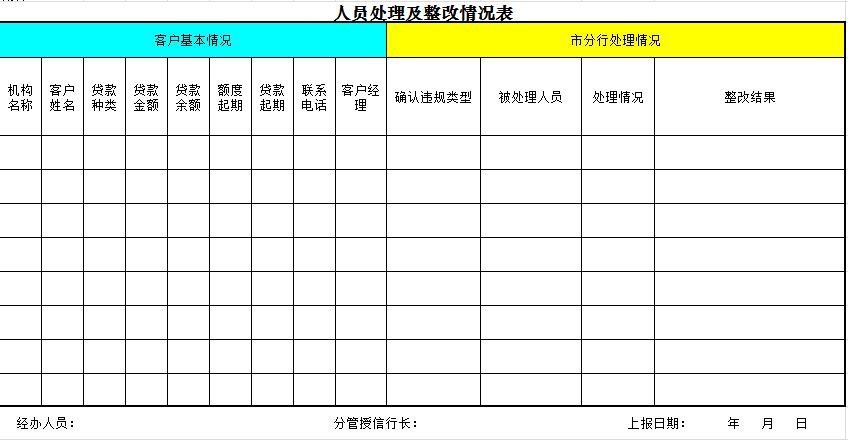 人员处理及整改情况表
客户基本情况 市分行处理情况
机构名称 客户姓名 贷款种类 贷款金额 贷款余额 额度起期 贷款起期 联系电话 客户经理 确认违规类型 被处理人员 处理情况 整改结果
经办人员： 分管授信行长： 上报日期： 年 月 日